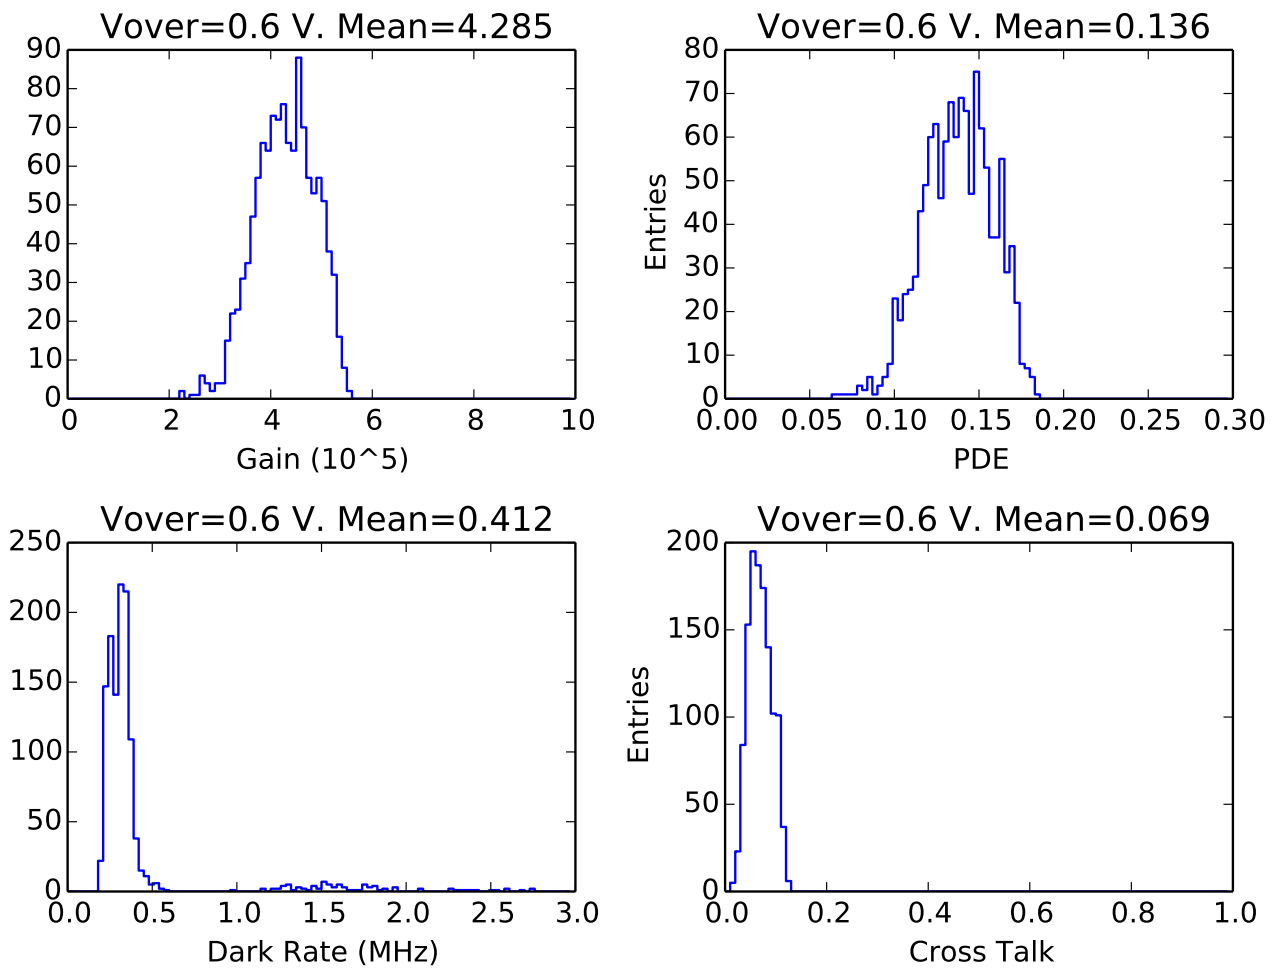 Vover=0.6 V. Mean=4.285
90
80
70
60
50
40
30
20
10
0
0 2 4 6 8 10
Gain (10^5)
Vover=0.6 V. Mean=0.136
80
70
60
50
40
30
20
10
0
Entries
0.00 0.05 0.10 0.15 0.20 0.25 0.30
PDE
Vover=0.6 V. Mean=0.412
250
200
150
100
50
0
0.0 0.5 1.0 1.5 2.0 2.5 3.0
Dark Rate (MHz)
Vover=0.6 V. Mean=0.069
200
150
100
50
0
Entries
0.0 0.2 0.4 0.6 0.8 1.0
Cross Talk